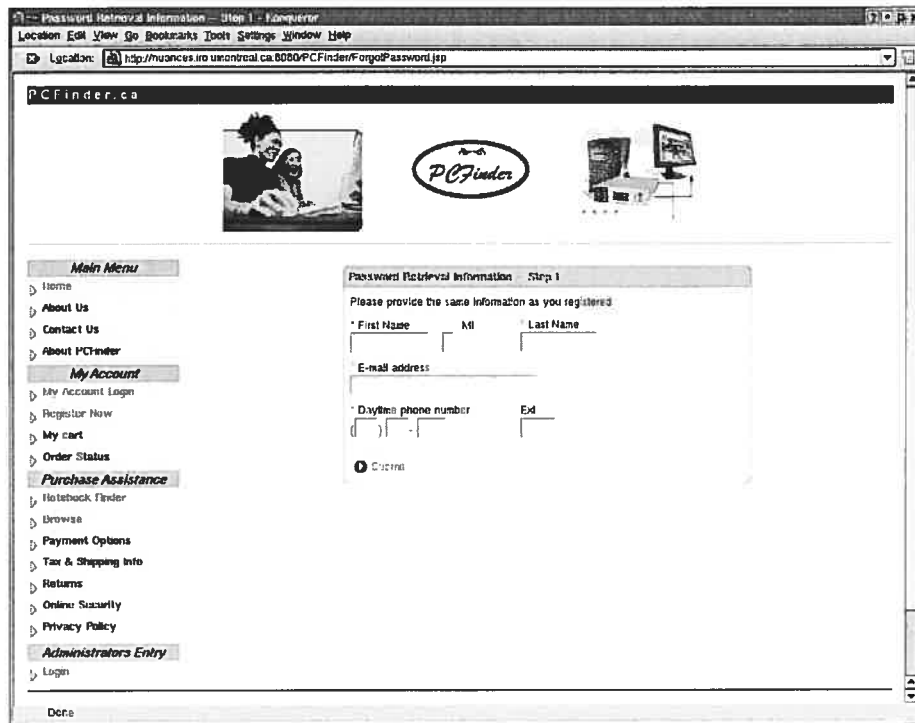 Password Retrieval Information -- Step 1 - Konqueror
Location Edit View Go Bookmarks Tools Settings Window Help
Location: http://nuances.iro.umontreal.ca:8080/PCFinder/ForgotPassword.jsp
PCFinder.ca
PCFinder
Main Menu
Home
About Us
Contact Us
About PCFinder
My Account
My Account Login
Register Now
My cart
Order Status
Purchase Assistance
Notebook Finder
Browse
Payment Options
Tax & Shipping Info
Returns
Online Security
Privacy Policy
Administrators Entry
Login
Password Retrieval Information -- Step 1
Please provide the same information as you registered
* First Name MI * Last Name
* E-mail address
* Daytime phone number Ext
( ) -
Submit
Done